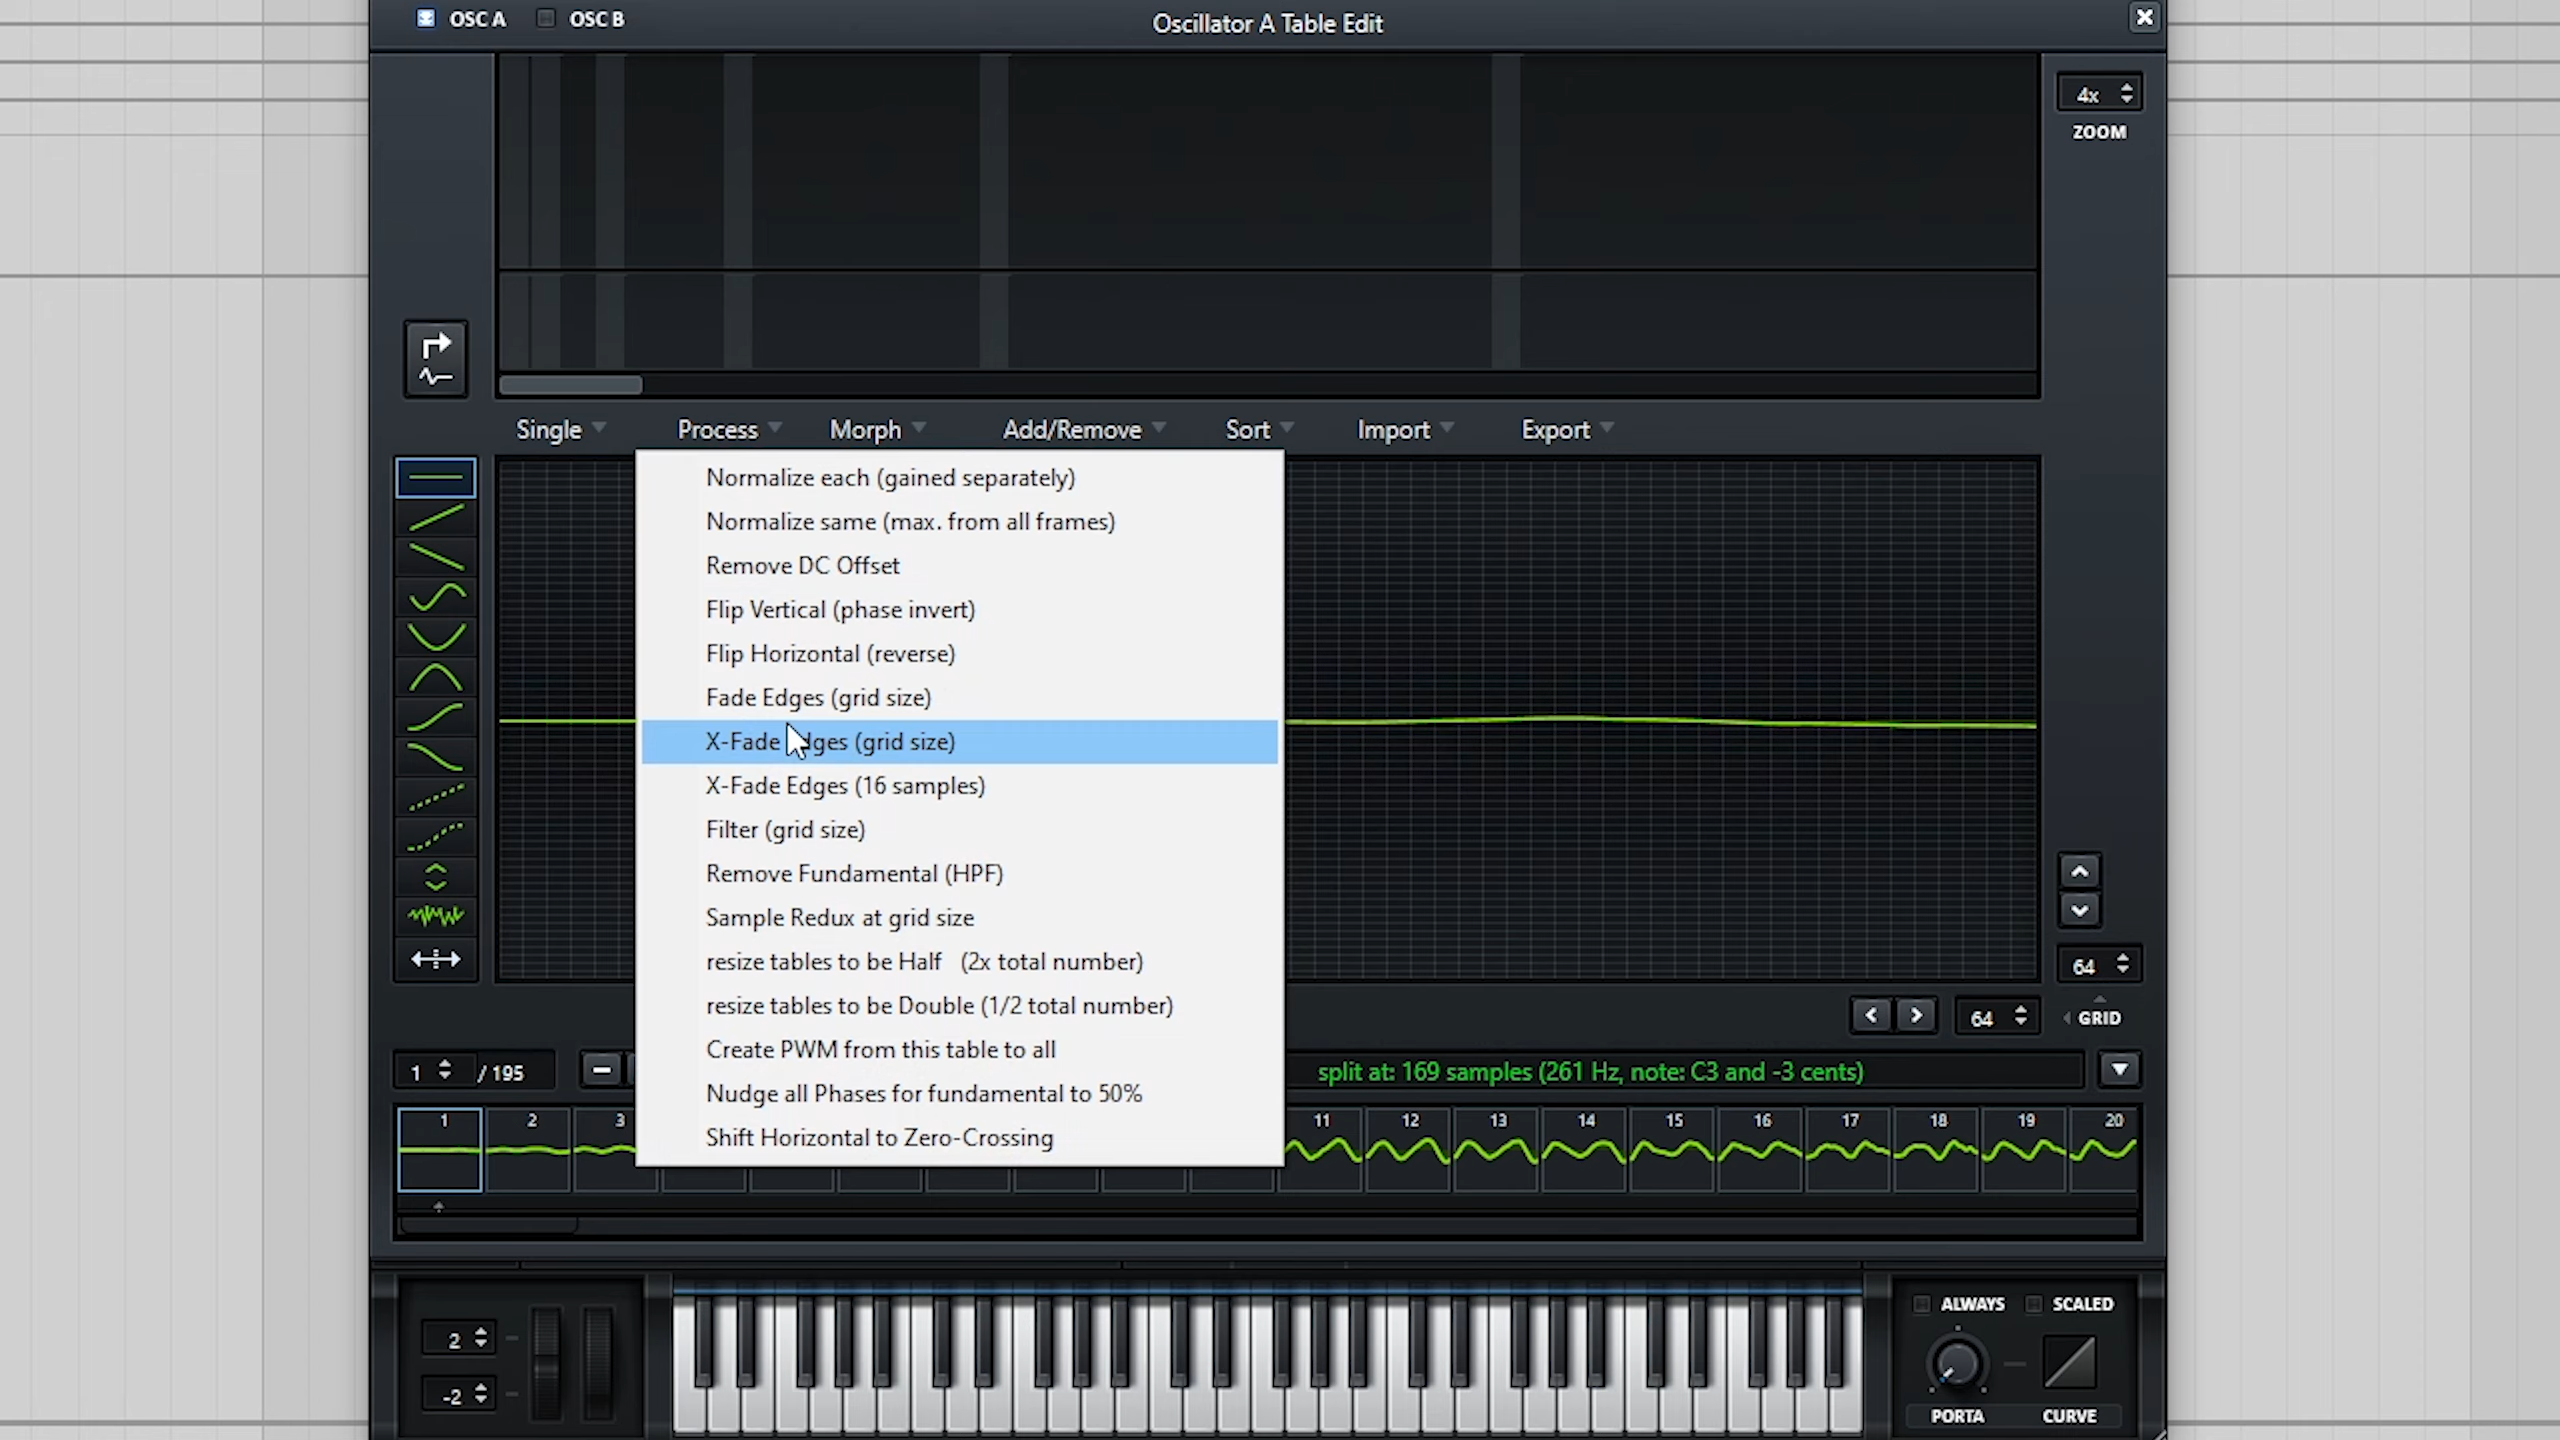 OSC A
OSC B
Oscillator A Table Edit
4x
ZOOM
Single
Process
Morph
Add/Remove
Sort
Import
Export
Normalize each (gained separately)
Normalize same (max. from all frames)
Remove DC Offset
Flip Vertical (phase invert)
Flip Horizontal (reverse)
Fade Edges (grid size)
X-Fade Edges (grid size)
X-Fade Edges (16 samples)
Filter (grid size)
Remove Fundamental (HPF)
Sample Redux at grid size
resize tables to be Half (2x total number)
resize tables to be Double (1/2 total number)
Create PWM from this table to all
Nudge all Phases for fundamental to 50%
Shift Horizontal to Zero-Crossing
64
64
GRID
1
/ 195
split at: 169 samples (261 Hz, note: C3 and -3 cents)
1
2
3
11
12
13
14
15
16
17
18
19
20
2
-2
ALWAYS
SCALED
PORTA
CURVE